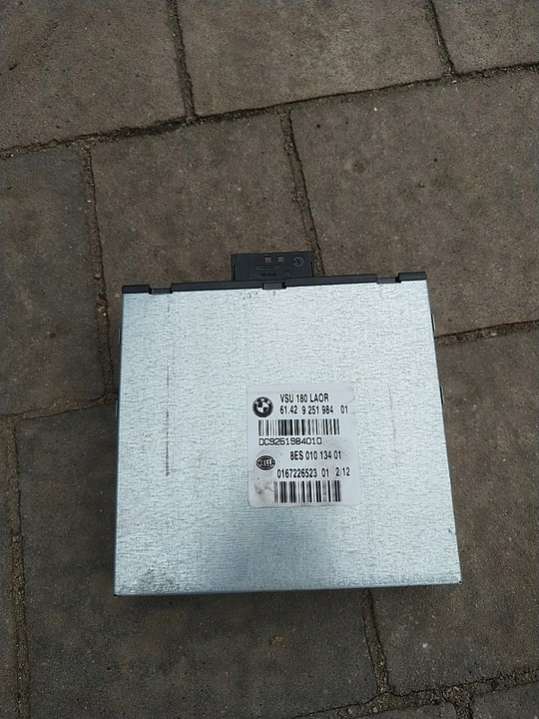 VSU 180 LAOR
61.42 9 251 984 01
DC9251984010
8ES 010 134 01
0167226523 01 2/12